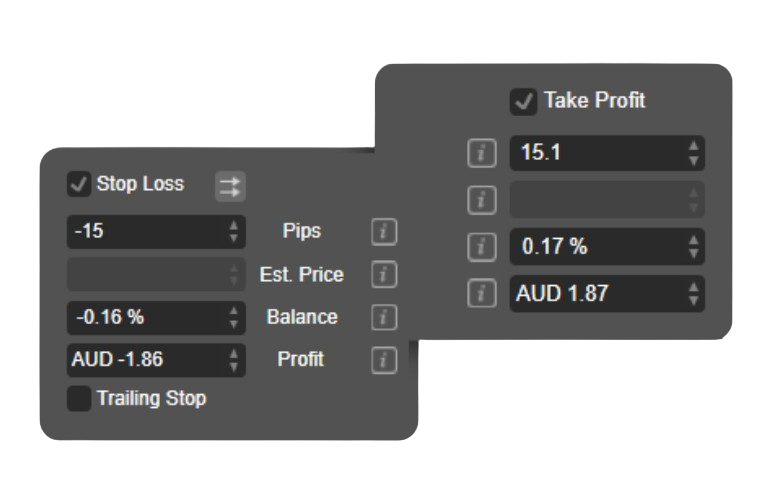 Take Profit
15.1
0.17 %
AUD 1.87
Stop Loss
-15 Pips
Est. Price
-0.16 % Balance
AUD -1.86 Profit
Trailing Stop